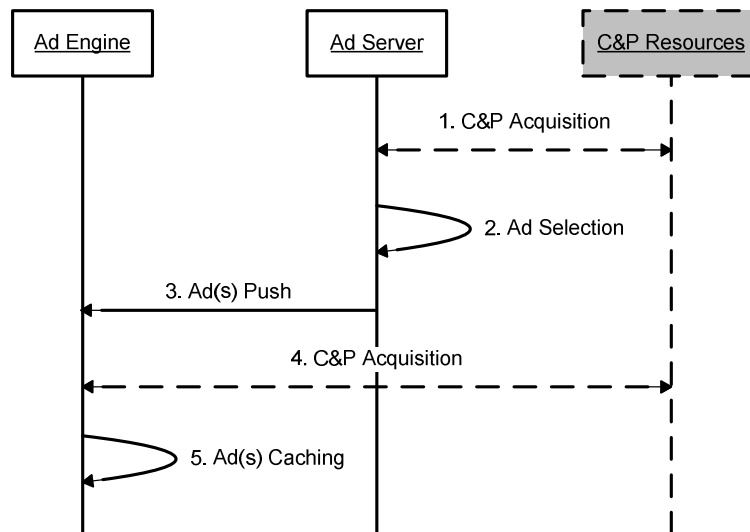 Ad Engine
Ad Server
C&P Resources
1. C&P Acquisition
2. Ad Selection
3. Ad(s) Push
4. C&P Acquisition
5. Ad(s) Caching